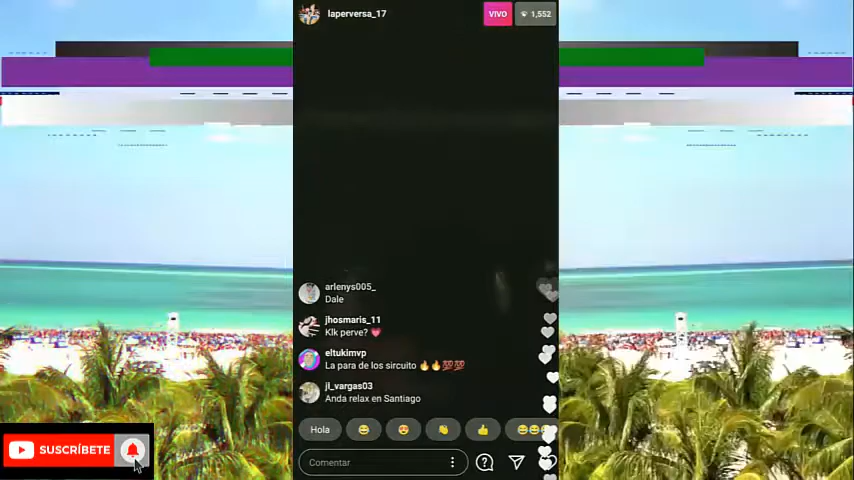 laperversa_17
VIVO
1,552
arlenys005_
Dale
jhosmaris_11
Klk perve? 💗
eltukimvp
La para de los sircuito 🔥🔥💯💯
jl_vargas03
Anda relax en Santiago
Hola 😂 😍 👏 👍 😂😂😂
Comentar
SUSCRÍBETE